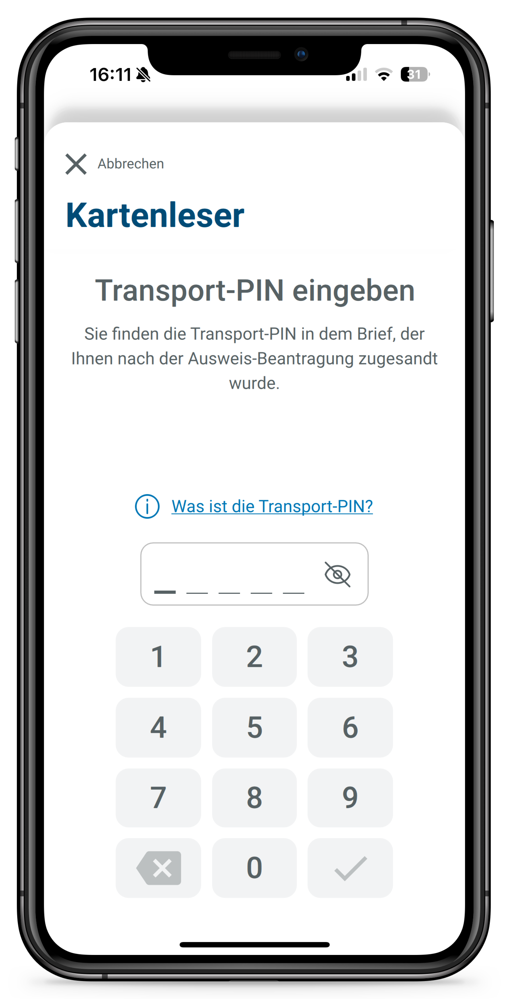 16:11
31
Abbrechen
Kartenleser
Transport-PIN eingeben
Sie finden die Transport-PIN in dem Brief, der
Ihnen nach der Ausweis-Beantragung zugesandt
wurde.
Was ist die Transport-PIN?
1 2 3
4 5 6
7 8 9
0